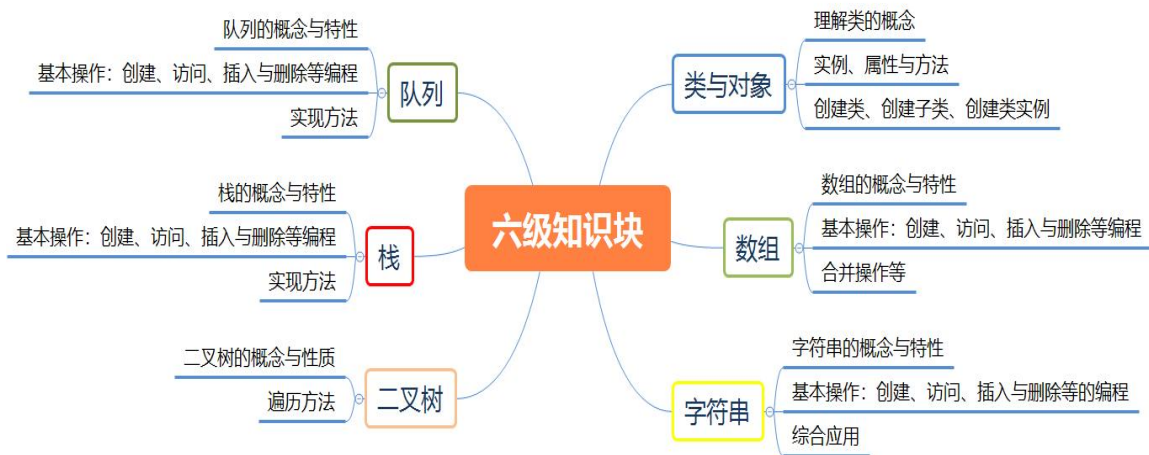 六级知识块
队列
队列的概念与特性
基本操作：创建、访问、插入与删除等编程
实现方法
栈
栈的概念与特性
基本操作：创建、访问、插入与删除等编程
实现方法
二叉树
二叉树的概念与性质
遍历方法
类与对象
理解类的概念
实例、属性与方法
创建类、创建子类、创建类实例
数组
数组的概念与特性
基本操作：创建、访问、插入与删除等编程
合并操作等
字符串
字符串的概念与特性
基本操作：创建、访问、插入与删除等的编程
综合应用